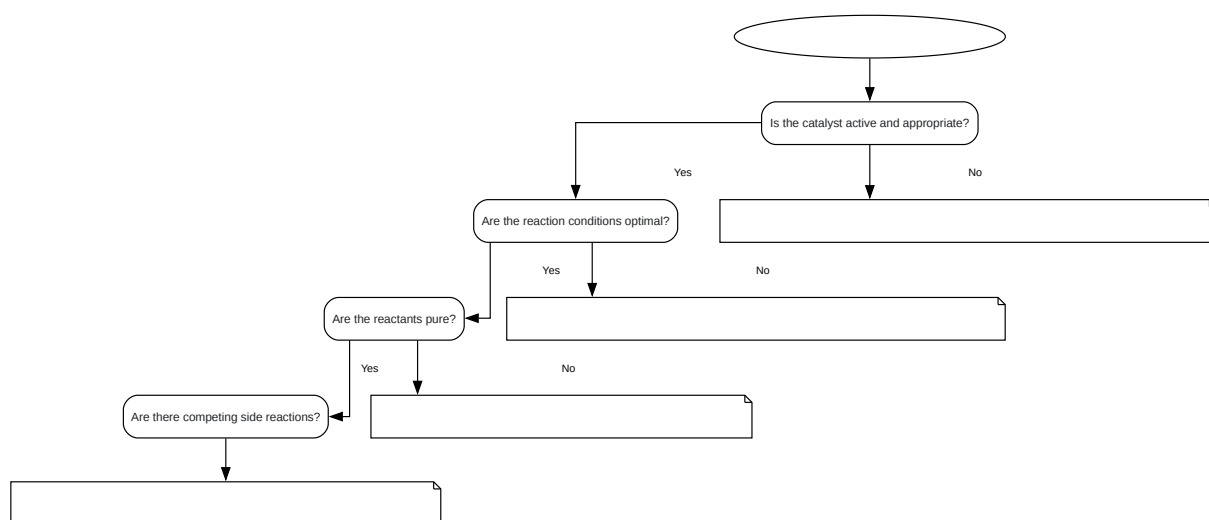 Is the catalyst active and appropriate?
Yes
No
Are the reaction conditions optimal?
Yes
No
Are the reactants pure?
Yes
No
Are there competing side reactions?